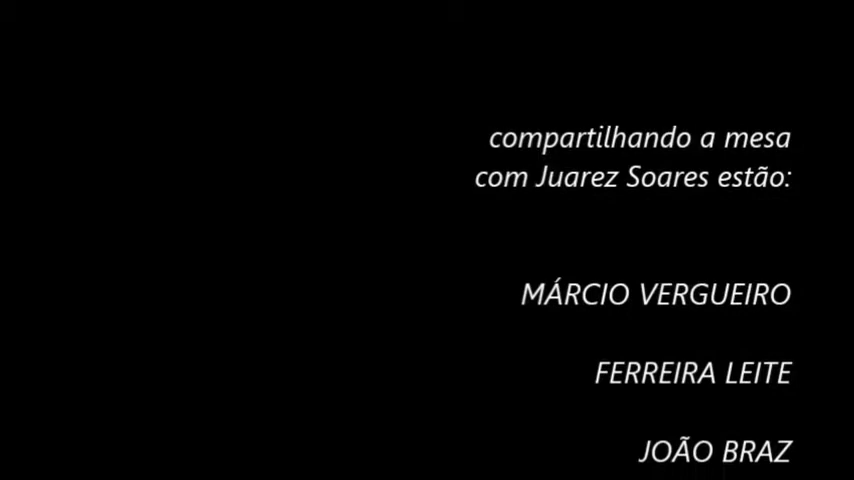 compartilhando a mesa
com Juarez Soares estão:
MÁRCIO VERGUEIRO
FERREIRA LEITE
JOÃO BRAZ